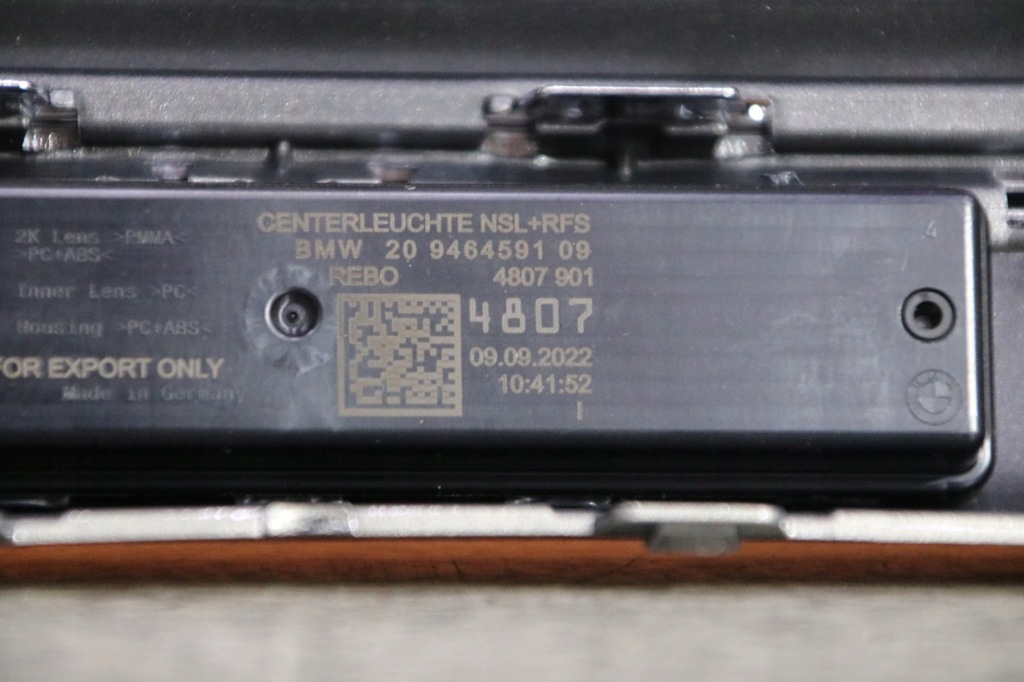 2K Lens >PMMA<
>PC+ABS<
Inner Lens >PC<
Housing >PC+ABS<
FOR EXPORT ONLY
Made in Germany
CENTERLEUCHTE NSL+RFS
BMW 20 9464591 09
REBO 4807 901
4807
09.09.2022
10:41:52
I
4